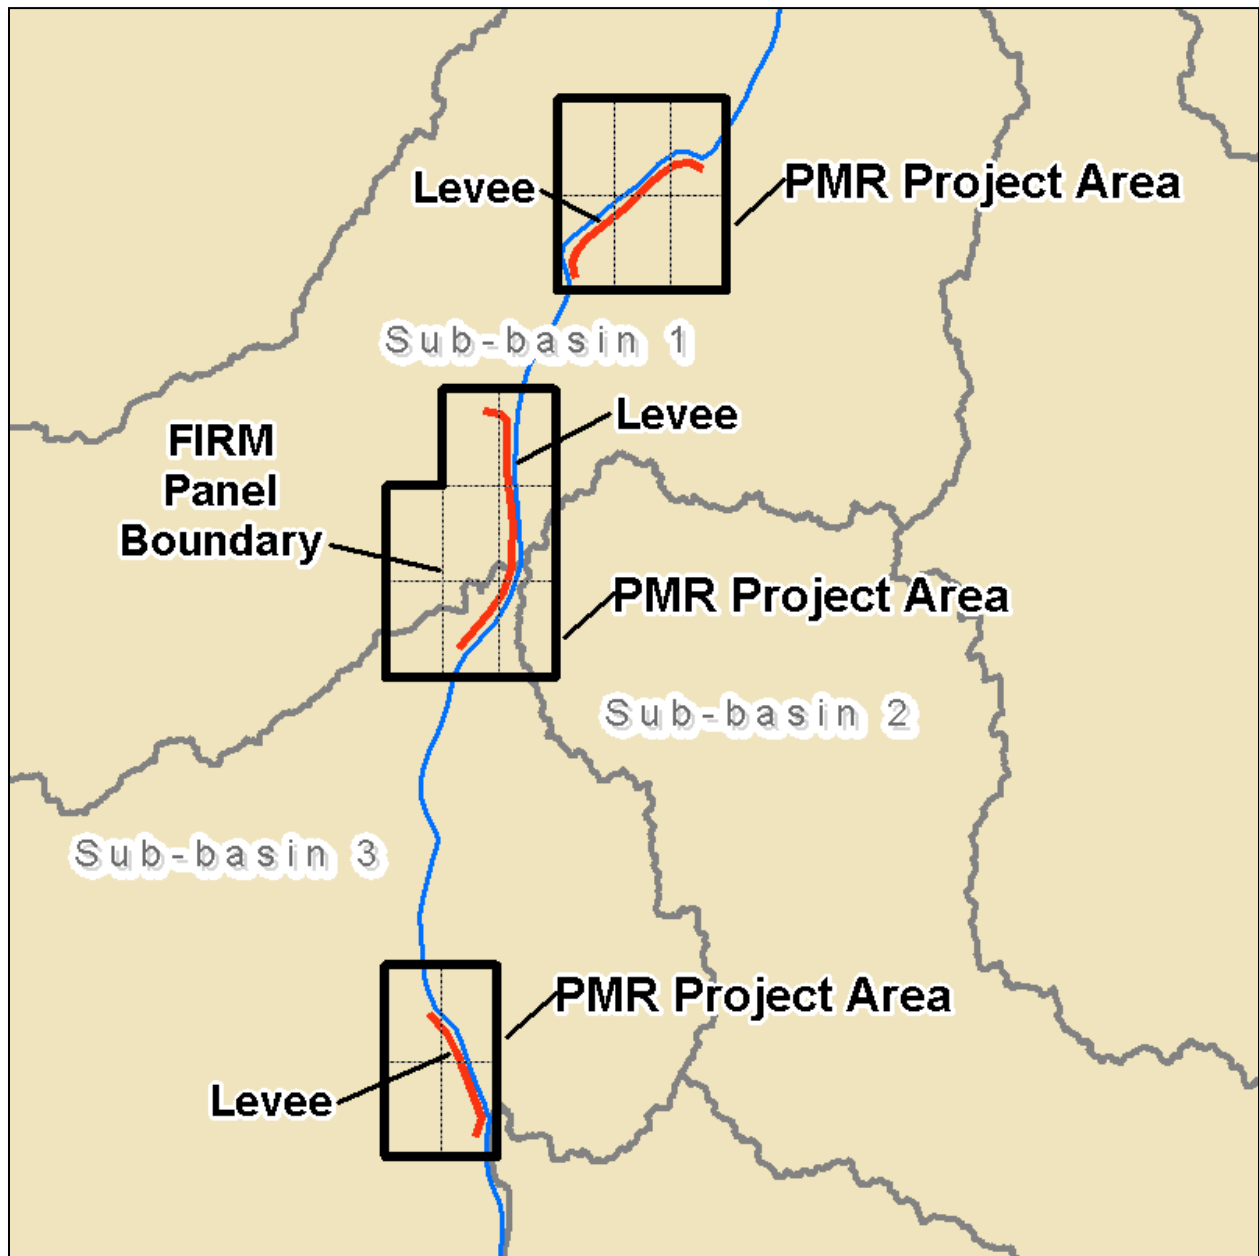 Levee
PMR Project Area
Sub-basin 1
Levee
FIRM
Panel
Boundary
PMR Project Area
Sub-basin 2
Sub-basin 3
PMR Project Area
Levee